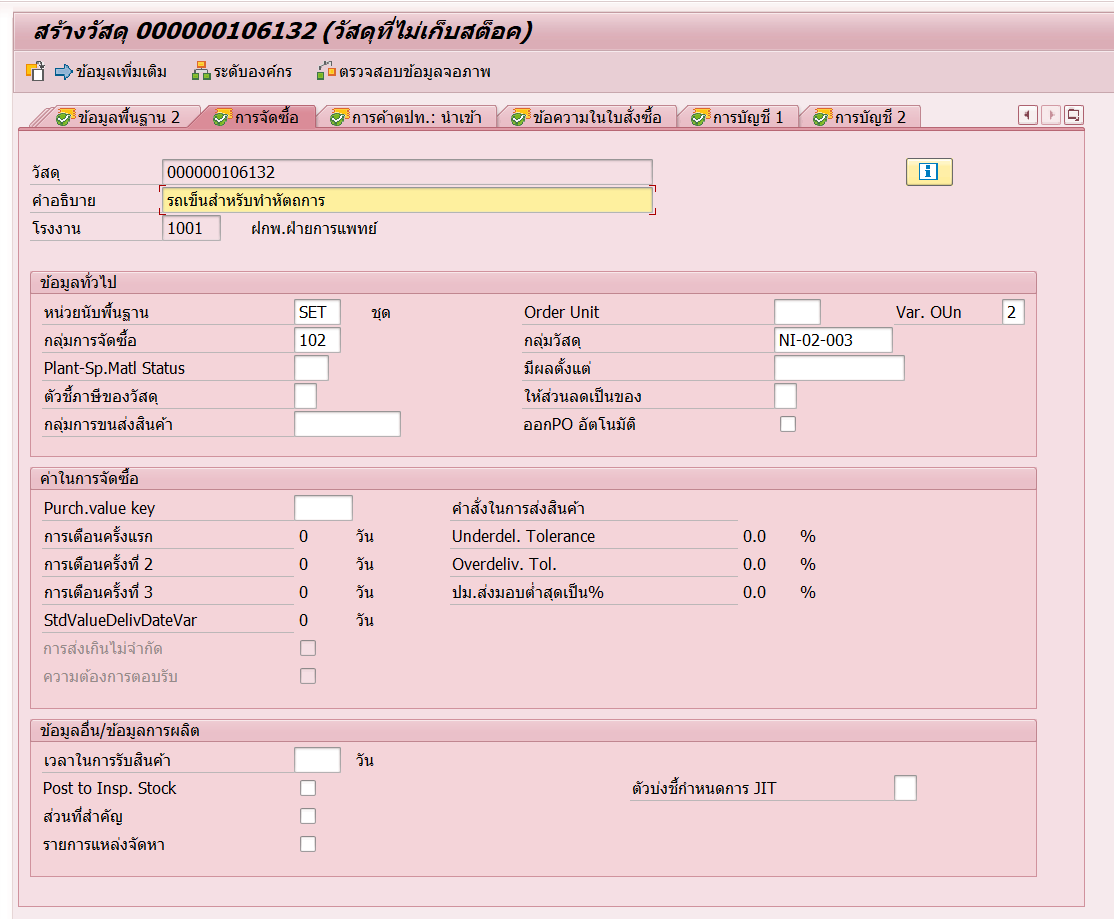 สร้างวัสดุ 000000106132 (วัสดุที่ไม่เก็บสต็อค)
ข้อมูลเพิ่มเติม ระดับองค์กร ตรวจสอบข้อมูลจอภาพ
ข้อมูลพื้นฐาน 2 การจัดซื้อ การค้าตปท.: นำเข้า ข้อความในใบสั่งซื้อ การบัญชี 1 การบัญชี 2
วัสดุ 000000106132
คำอธิบาย รถเข็นสำหรับทำหัตถการ
โรงงาน 1001 ฝกพ.ฝ่ายการแพทย์
ข้อมูลทั่วไป
หน่วยนับพื้นฐาน SET ชุด Order Unit Var. OUn 2
กลุ่มการจัดซื้อ 102 กลุ่มวัสดุ NI-02-003
Plant-Sp.Matl Status มีผลตั้งแต่
ตัวชี้ภาษีของวัสดุ ให้ส่วนลดเป็นของ
กลุ่มการขนส่งสินค้า ออกPO อัตโนมัติ
ค่าในการจัดซื้อ
Purch.value key คำสั่งในการส่งสินค้า
การเตือนครั้งแรก 0 วัน Underdel. Tolerance 0.0 %
การเตือนครั้งที่ 2 0 วัน Overdeliv. Tol. 0.0 %
การเตือนครั้งที่ 3 0 วัน ปม.ส่งมอบต่ำสุดเป็น% 0.0 %
StdValueDelivDateVar 0 วัน
การส่งเกินไม่จำกัด
ความต้องการตอบรับ
ข้อมูลอื่น/ข้อมูลการผลิต
เวลาในการรับสินค้า วัน
Post to Insp. Stock ตัวบ่งชี้กำหนดการ JIT
ส่วนที่สำคัญ
รายการแหล่งจัดหา